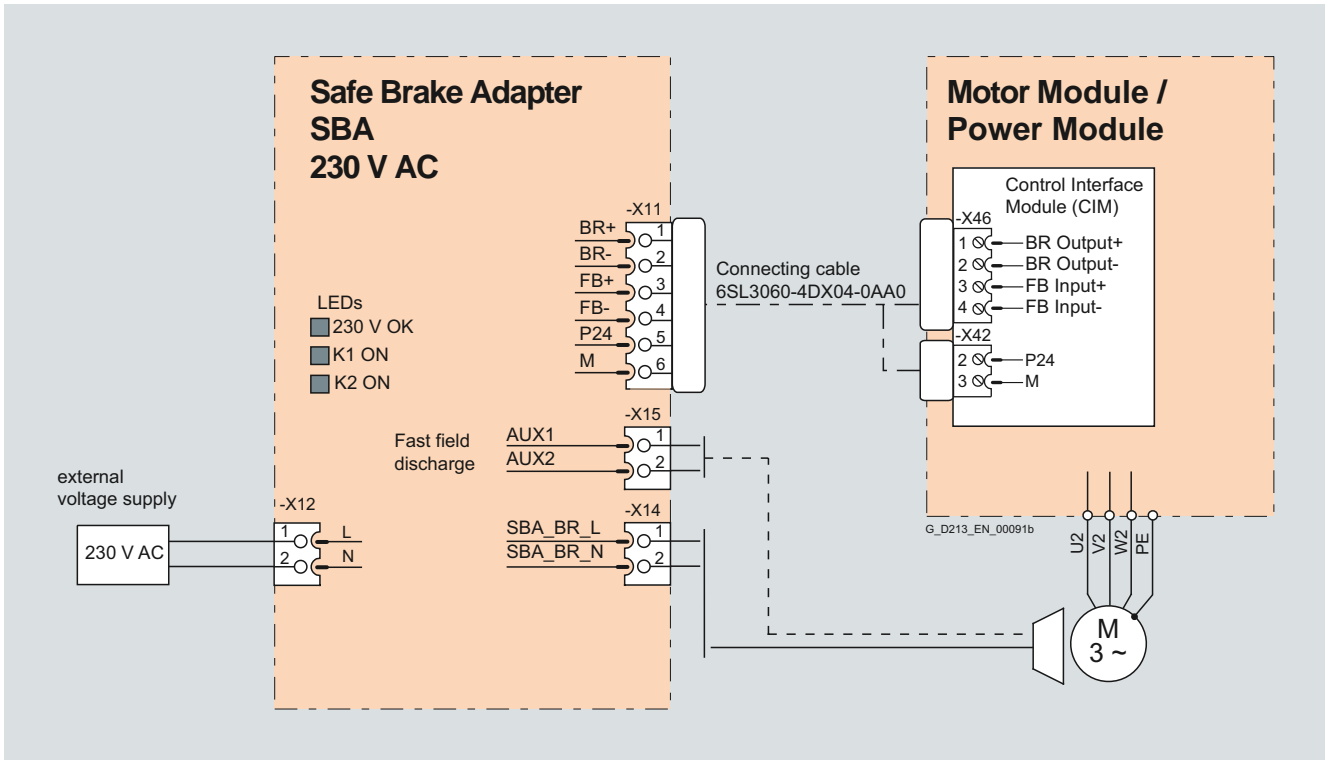 Safe Brake Adapter
SBA
230 V AC
Motor Module /
Power Module
Control Interface
Module (CIM)
-X11
BR+ 1
BR- 2
FB+ 3
FB- 4
P24 5
M 6
Connecting cable
6SL3060-4DX04-0AA0
-X46
1 BR Output+
2 BR Output-
3 FB Input+
4 FB Input-
-X42
2 P24
3 M
LEDs
230 V OK
K1 ON
K2 ON
-X15
Fast field
discharge
AUX1 1
AUX2 2
external
voltage supply
230 V AC
-X12
1 L
2 N
-X14
SBA_BR_L 1
SBA_BR_N 2
G_D213_EN_00091b
U2
V2
W2
PE
M
3 ~